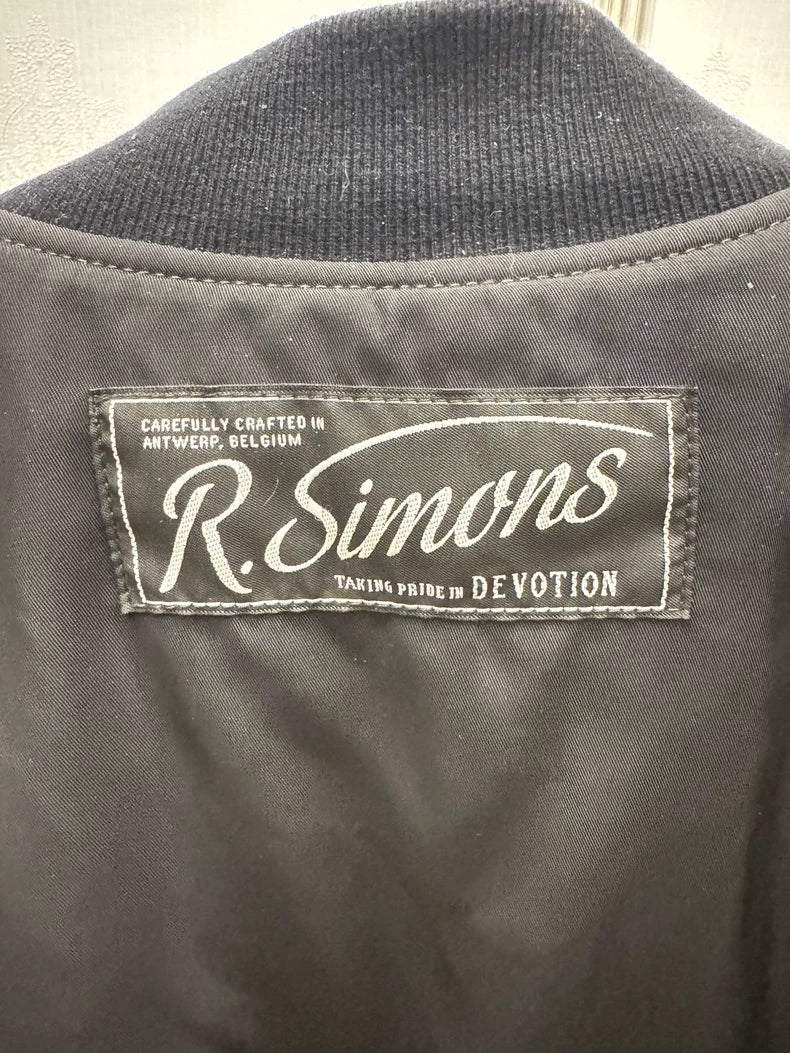 CAREFULLY CRAFTED IN
ANTWERP, BELGIUM
R. Simons
TAKING PRIDE IN DEVOTION